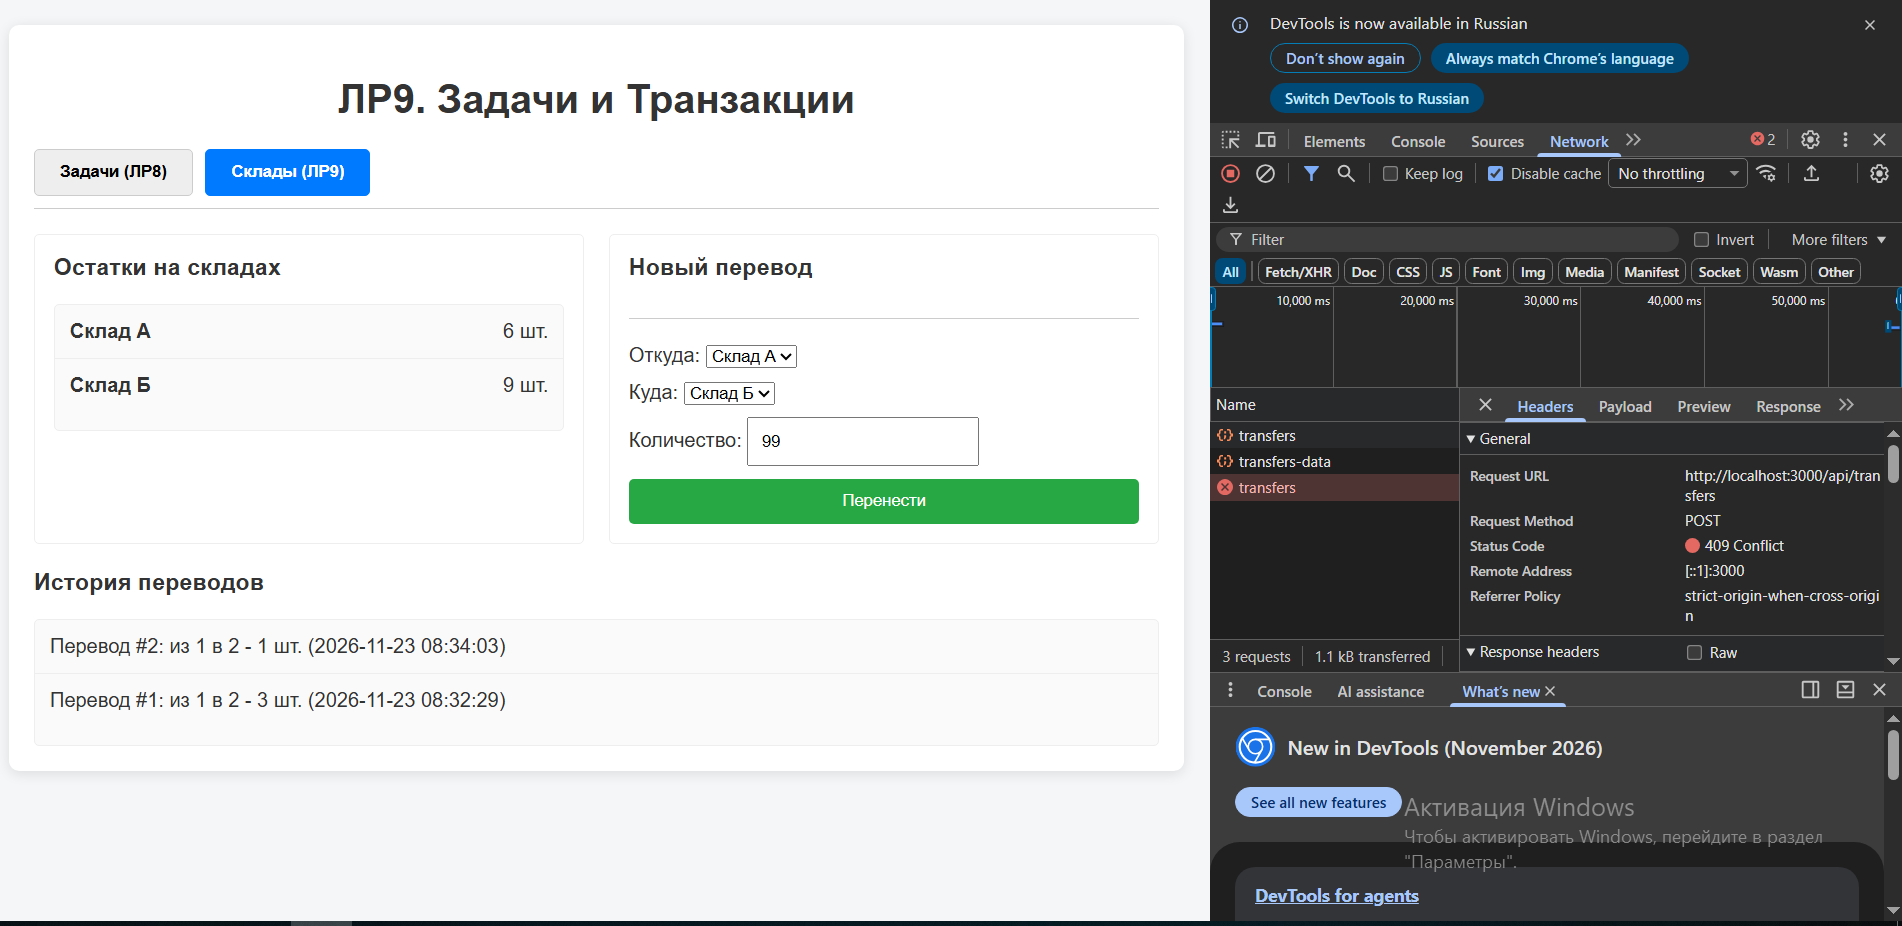 ЛР9. Задачи и Транзакции
Задачи (ЛР8)
Склады (ЛР9)
Остатки на складах
Склад А
6 шт.
Склад Б
9 шт.
Новый перевод
Откуда: Склад А
Куда: Склад Б
Количество: 99
Перенести
История переводов
Перевод #2: из 1 в 2 - 1 шт. (2026-11-23 08:34:03)
Перевод #1: из 1 в 2 - 3 шт. (2026-11-23 08:32:29)
DevTools is now available in Russian
Don't show again
Always match Chrome's language
Switch DevTools to Russian
Elements
Console
Sources
Network
2
Keep log
Disable cache
No throttling
Filter
Invert
More filters
All
Fetch/XHR
Doc
CSS
JS
Font
Img
Media
Manifest
Socket
Wasm
Other
10,000 ms
20,000 ms
30,000 ms
40,000 ms
50,000 ms
Name
transfers
transfers-data
transfers
3 requests
1.1 kB transferred
Headers
Payload
Preview
Response
General
Request URL
http://localhost:3000/api/tran
sfers
Request Method
POST
Status Code
409 Conflict
Remote Address
[::1]:3000
Referrer Policy
strict-origin-when-cross-origi
n
Response headers
Raw
Console
AI assistance
What's new
New in DevTools (November 2026)
See all new features
Активация Windows
Чтобы активировать Windows, перейдите в раздел
"Параметры".
DevTools for agents